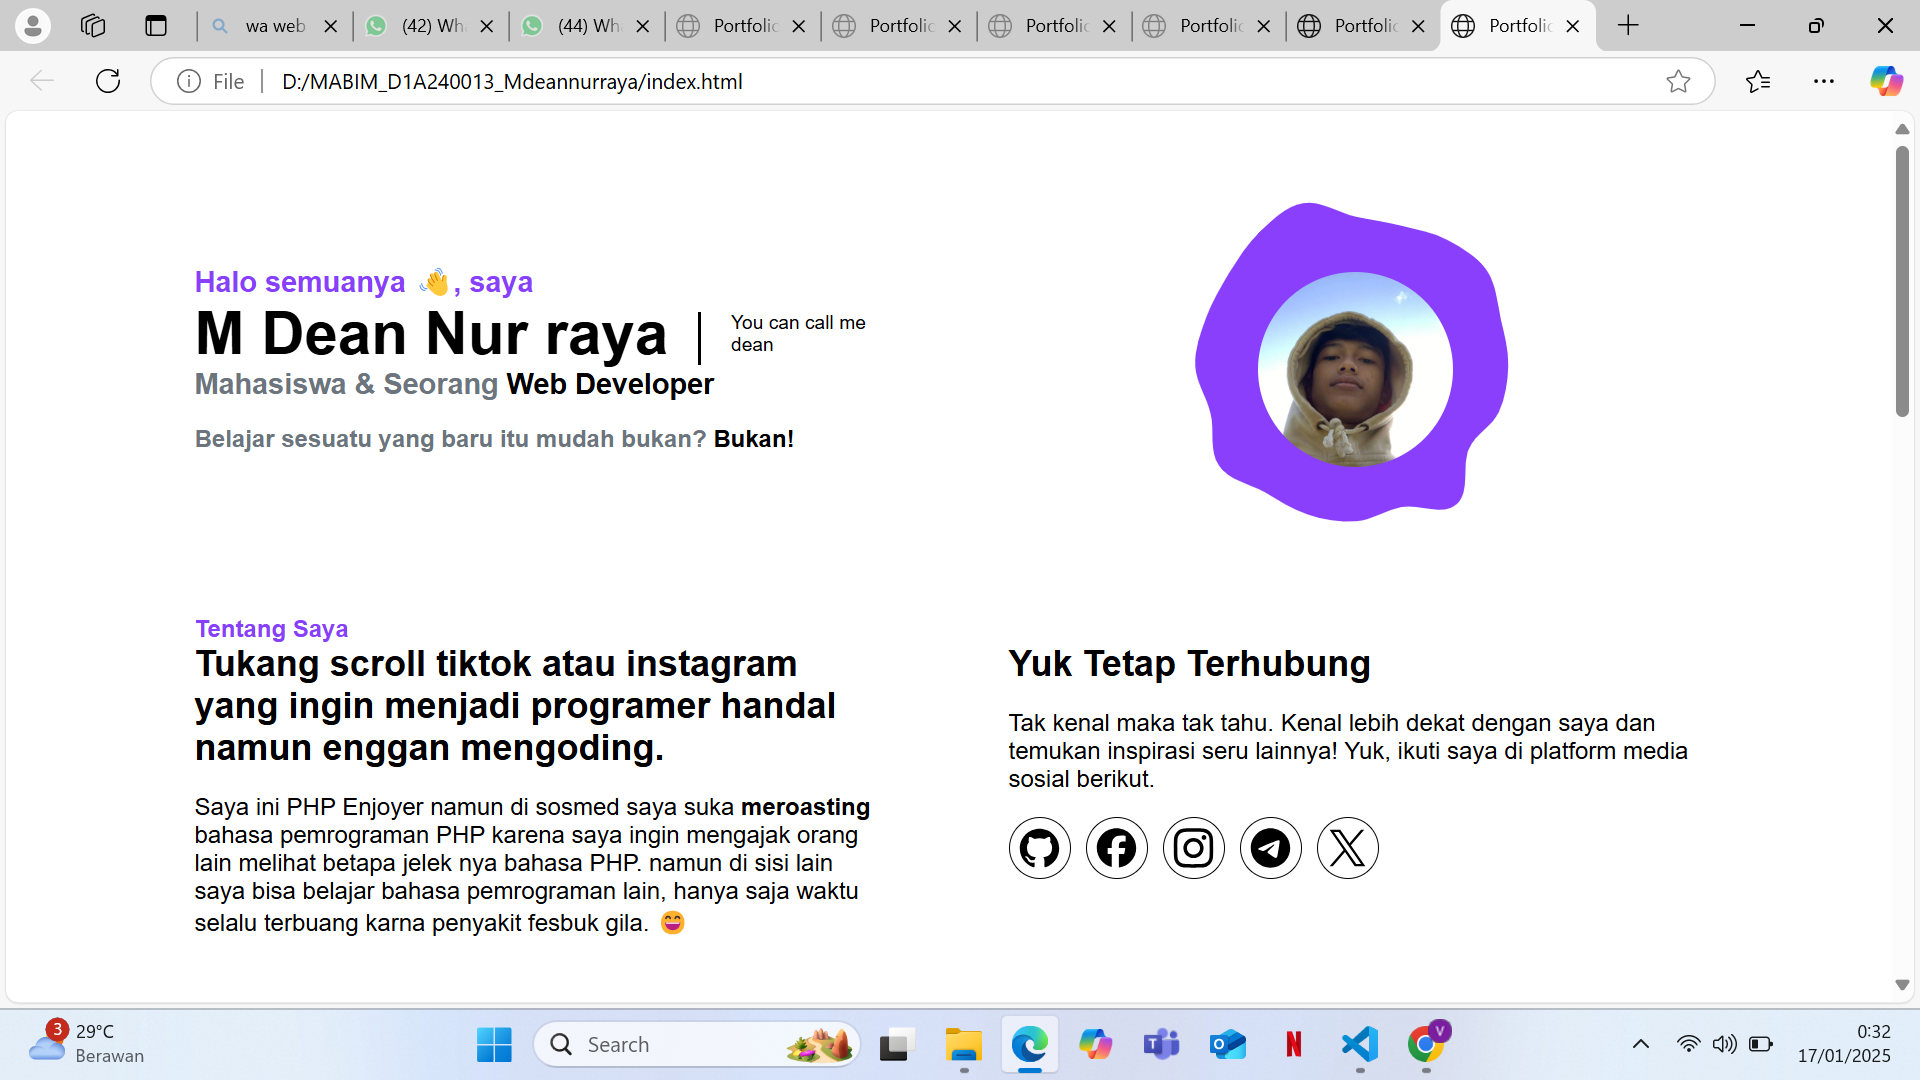 wa web
(42) Wh
(44) Wh
Portfolio
Portfolio
Portfolio
Portfolio
Portfolio
Portfolio
File
D:/MABIM_D1A240013_Mdeannurraya/index.html
Halo semuanya 👋, saya
M Dean Nur raya
You can call me
dean
Mahasiswa & Seorang Web Developer
Belajar sesuatu yang baru itu mudah bukan? Bukan!
Tentang Saya
Tukang scroll tiktok atau instagram
yang ingin menjadi programer handal
namun enggan mengoding.
Saya ini PHP Enjoyer namun di sosmed saya suka meroasting
bahasa pemrograman PHP karena saya ingin mengajak orang
lain melihat betapa jelek nya bahasa PHP. namun di sisi lain
saya bisa belajar bahasa pemrograman lain, hanya saja waktu
selalu terbuang karna penyakit fesbuk gila. 😄
Yuk Tetap Terhubung
Tak kenal maka tak tahu. Kenal lebih dekat dengan saya dan
temukan inspirasi seru lainnya! Yuk, ikuti saya di platform media
sosial berikut.
3
29°C
Berawan
Search
V
0:32
17/01/2025